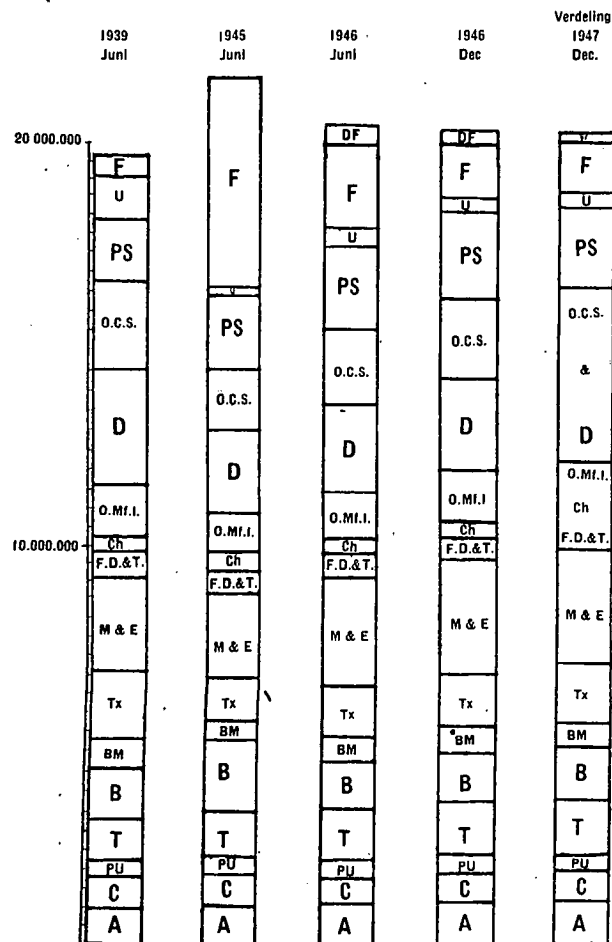 Verdeling
1939 1945 1946 1946 1947
Juni Juni Juni Dec Dec.
20 000.000
10.000.000
F
U
PS
O.C.S.
D
O.Mf.I.
Ch
F.D.&T.
M & E
Tx
BM
B
T
PU
C
A
F
U
PS
O.C.S.
D
O.Mf.I.
Ch
F.D.&T.
M & E
Tx
BM
B
T
PU
C
A
DF
F
U
PS
O.C.S.
D
O.Mf.I.
Ch
F.D.&T.
M & E
Tx
BM
B
T
PU
C
A
DF
F
U
PS
O.C.S.
D
O.Mf.I
Ch
F.D.&T.
M & E
Tx
BM
B
T
PU
C
A
F
U
PS
O.C.S.
&
D
O.Mf.I.
Ch
F.D.&T.
M & E
Tx
BM
B
T
PU
C
A